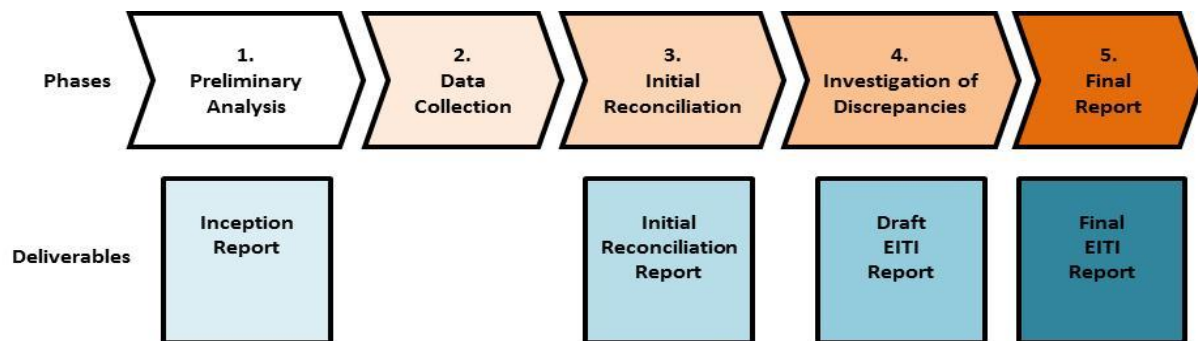 Phases
1.
Preliminary
Analysis
2.
Data
Collection
3.
Initial
Reconciliation
4.
Investigation of
Discrepancies
5.
Final
Report
Deliverables
Inception
Report
Initial
Reconciliation
Report
Draft
EITI
Report
Final
EITI
Report